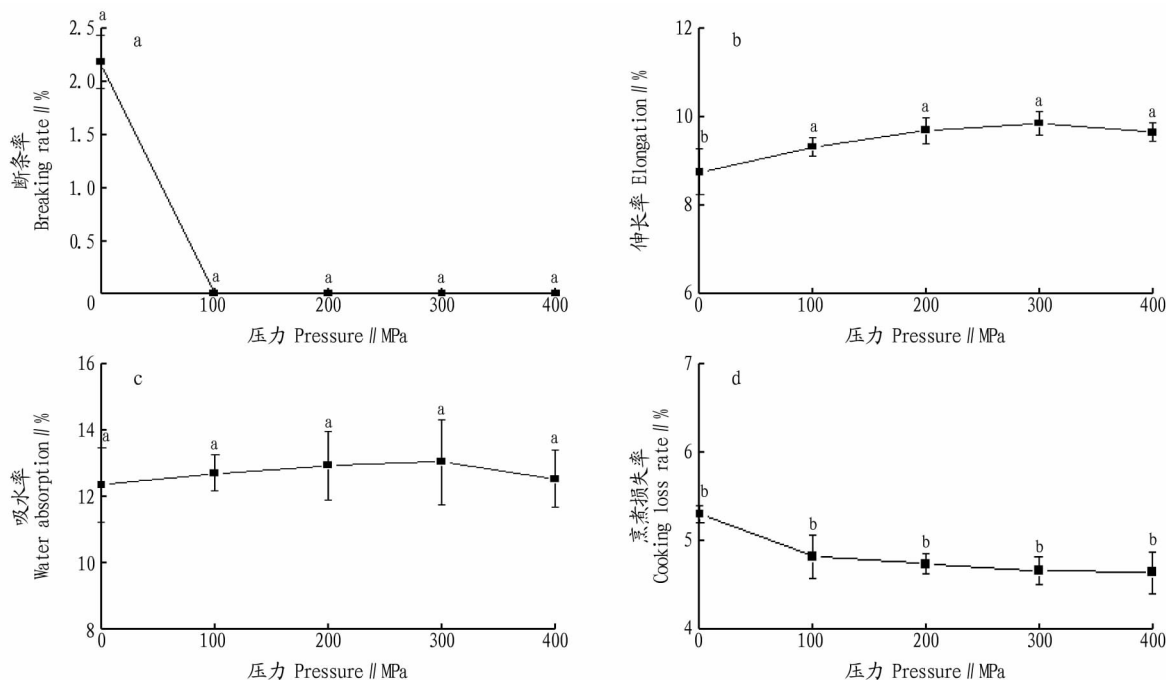 a
2.5
a
2.0
1.5
1.0
0.5
0
a
a
a
a
100
200
300
400
断条率
Breaking rate∥%
压力 Pressure∥MPa
12
b
10
8
6
b
a
a
a
a
0
100
200
300
400
伸长率 Elongation∥%
压力 Pressure∥MPa
16
c
14
12
10
8
a
a
a
a
a
0
100
200
300
400
吸水率
Water absorption∥%
压力 Pressure∥MPa
7
d
6
5
4
b
b
b
b
b
0
100
200
300
400
烹煮损失率
Cooking loss rate∥%
压力 Pressure∥MPa